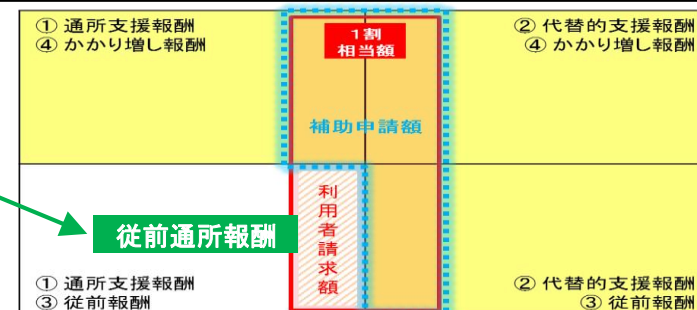 ① 通所支援報酬
④ かかり増し報酬
1割
相当額
② 代替的支援報酬
④ かかり増し報酬
補助申請額
利用者請求額
従前通所報酬
① 通所支援報酬
③ 従前報酬
② 代替的支援報酬
③ 従前報酬